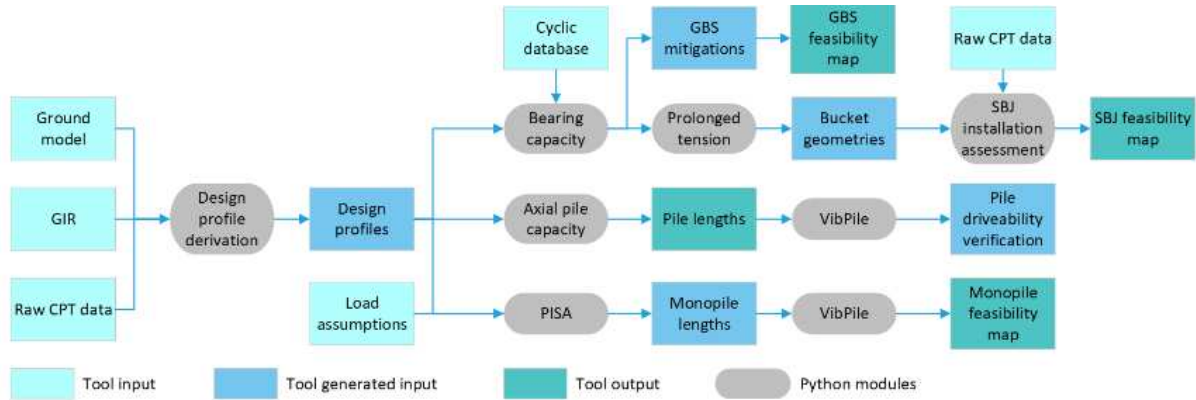 Cyclic
database
GBS
mitigations
GBS
feasibility
map
Raw CPT data
Ground
model
Bearing
capacity
Prolonged
tension
Bucket
geometries
SBJ
installation
assessment
SBJ feasibility
map
GIR
Design
profile
derivation
Design
profiles
Axial pile
capacity
Pile lengths
VibPile
Pile
driveability
verification
Raw CPT data
Load
assumptions
PISA
Monopile
lengths
VibPile
Monopile
feasibility
map
Tool input
Tool generated input
Tool output
Python modules